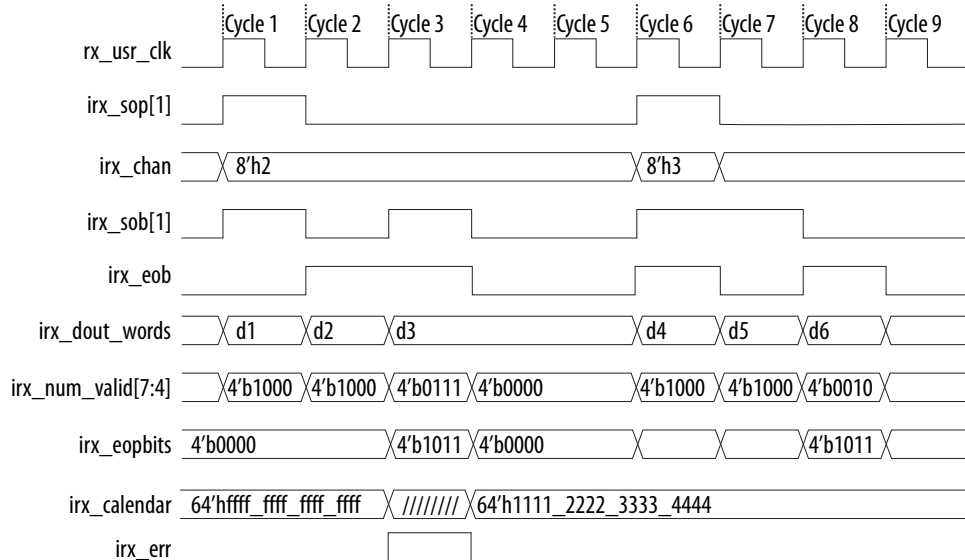 Cycle 1 Cycle 2 Cycle 3 Cycle 4 Cycle 5 Cycle 6 Cycle 7 Cycle 8 Cycle 9
rx_usr_clk
irx_sop[1]
irx_chan 8’h2 8’h3
irx_sob[1]
irx_eob
irx_dout_words d1 d2 d3 d4 d5 d6
irx_num_valid[7:4] 4’b1000 4’b1000 4’b0111 4’b0000 4’b1000 4’b1000 4’b0010
irx_eopbits 4’b0000 4’b1011 4’b0000 4’b1011
irx_calendar 64’hffff_ffff_ffff_ffff //////// 64’h1111_2222_3333_4444
irx_err